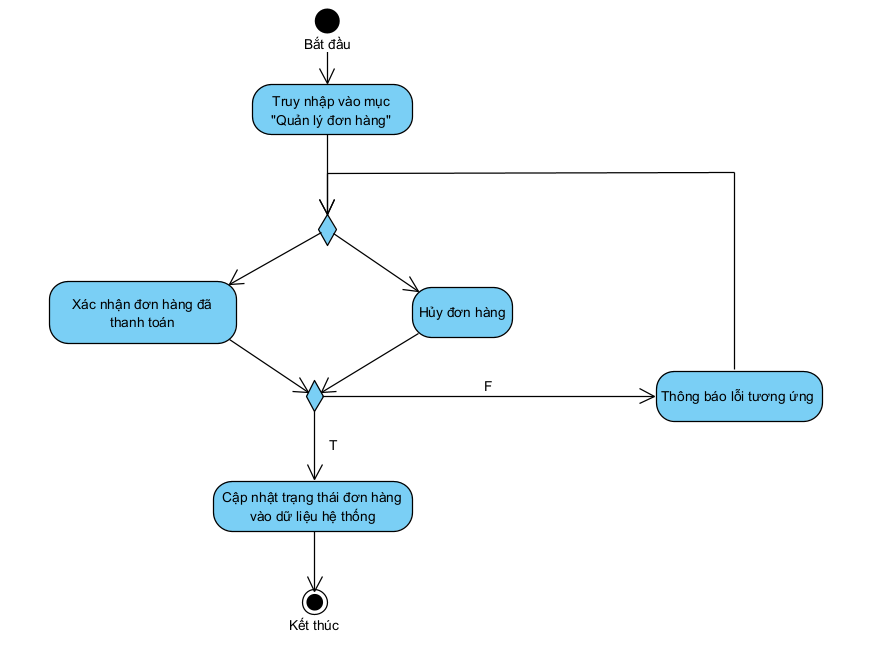 Bắt đầu
Truy nhập vào mục
"Quản lý đơn hàng"
Xác nhận đơn hàng đã
thanh toán
Hủy đơn hàng
F
Thông báo lỗi tương ứng
T
Cập nhật trạng thái đơn hàng
vào dữ liệu hệ thống
Kết thúc